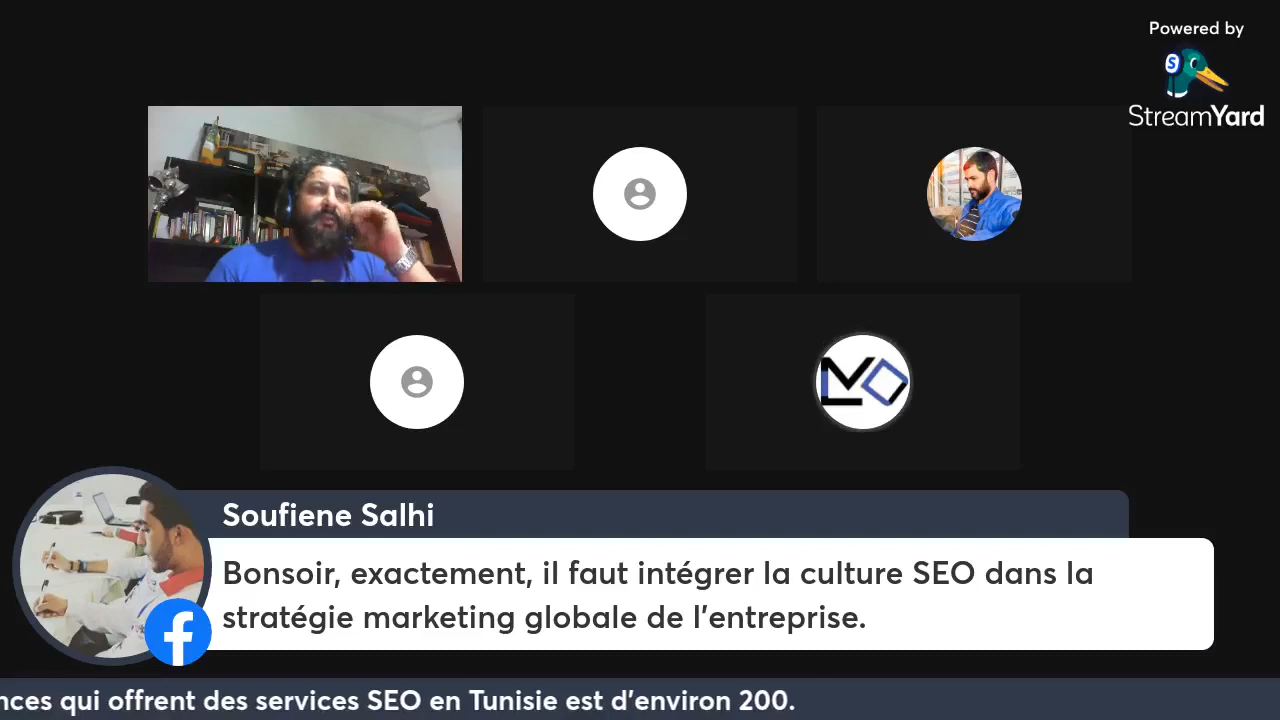 Powered by
StreamYard
Soufiene Salhi
Bonsoir, exactement, il faut intégrer la culture SEO dans la
stratégie marketing globale de l'entreprise.
nces qui offrent des services SEO en Tunisie est d'environ 200.